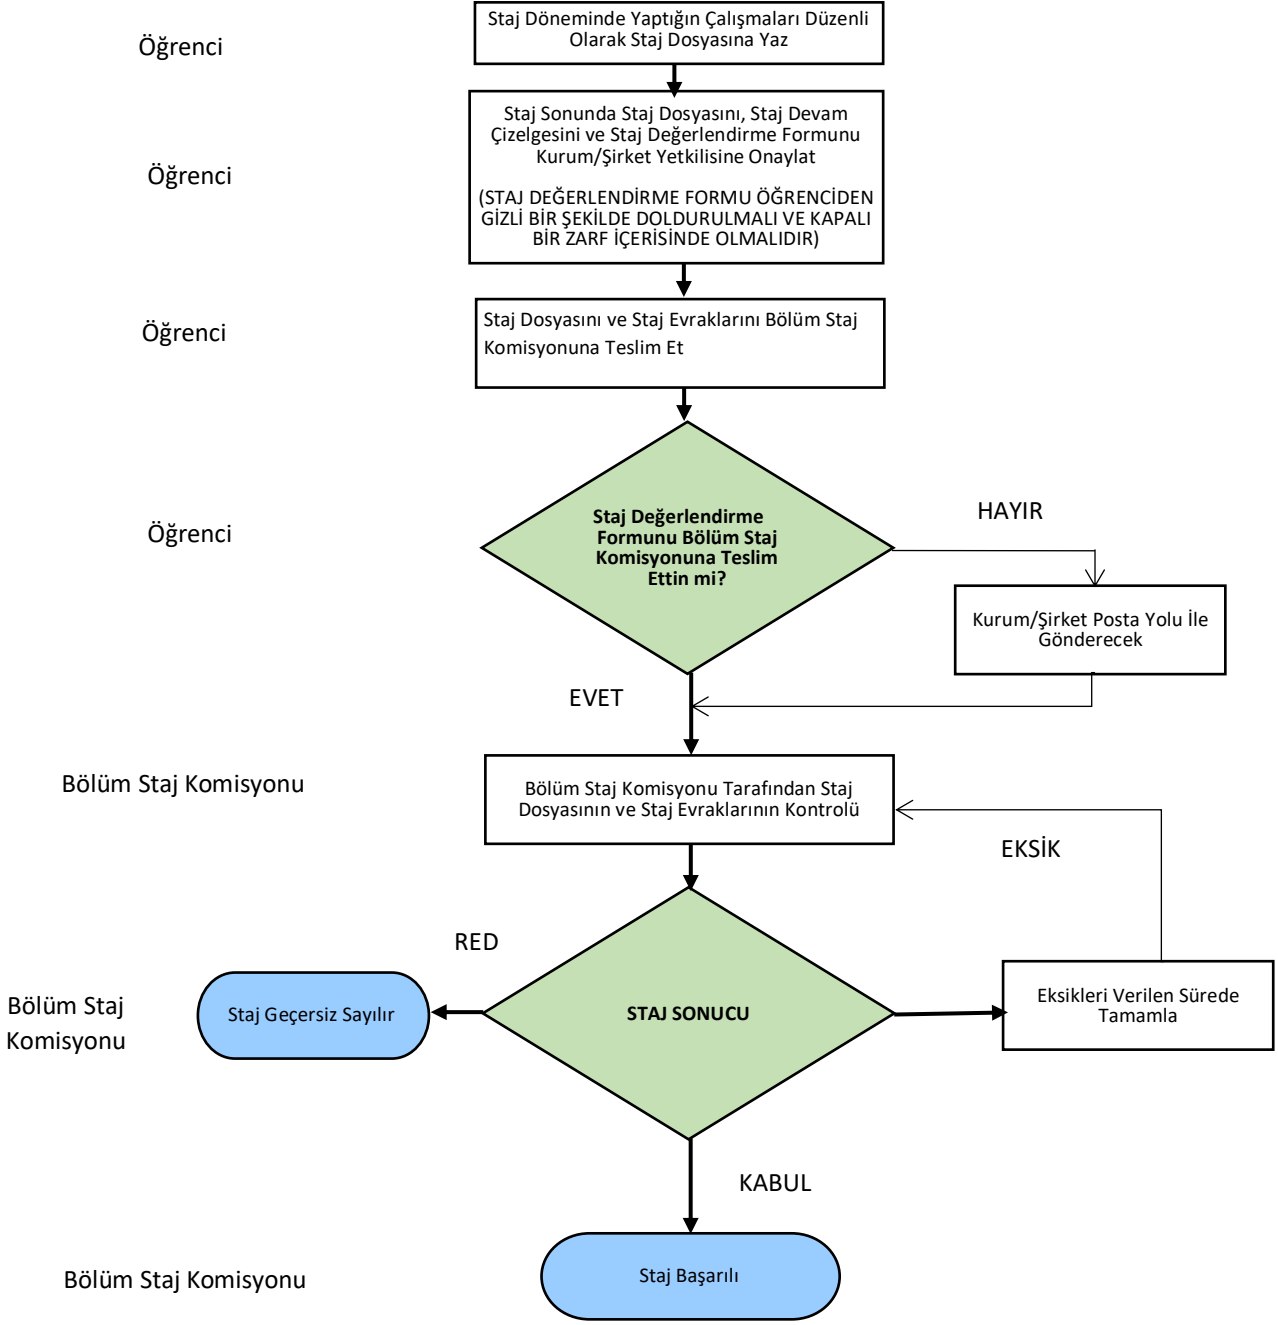 Öğrenci
Staj Döneminde Yaptığın Çalışmaları Düzenli
Olarak Staj Dosyasına Yaz
Öğrenci
Staj Sonunda Staj Dosyasını, Staj Devam
Çizelgesini ve Staj Değerlendirme Formunu
Kurum/Şirket Yetkilisine Onaylat
(STAJ DEĞERLENDİRME FORMU ÖĞRENCİDEN
GİZLİ BİR ŞEKİLDE DOLDURULMALI VE KAPALI
BİR ZARF İÇERİSİNDE OLMALIDIR)
Öğrenci
Staj Dosyasını ve Staj Evraklarını Bölüm Staj
Komisyonuna Teslim Et
Öğrenci
Staj Değerlendirme
Formunu Bölüm Staj
Komisyonuna Teslim
Ettin mi?
HAYIR
Kurum/Şirket Posta Yolu İle
Gönderecek
EVET
Bölüm Staj Komisyonu
Bölüm Staj Komisyonu Tarafından Staj
Dosyasının ve Staj Evraklarının Kontrolü
EKSİK
RED
Bölüm Staj
Komisyonu
Staj Geçersiz Sayılır
STAJ SONUCU
Eksikleri Verilen Sürede
Tamamla
KABUL
Bölüm Staj Komisyonu
Staj Başarılı